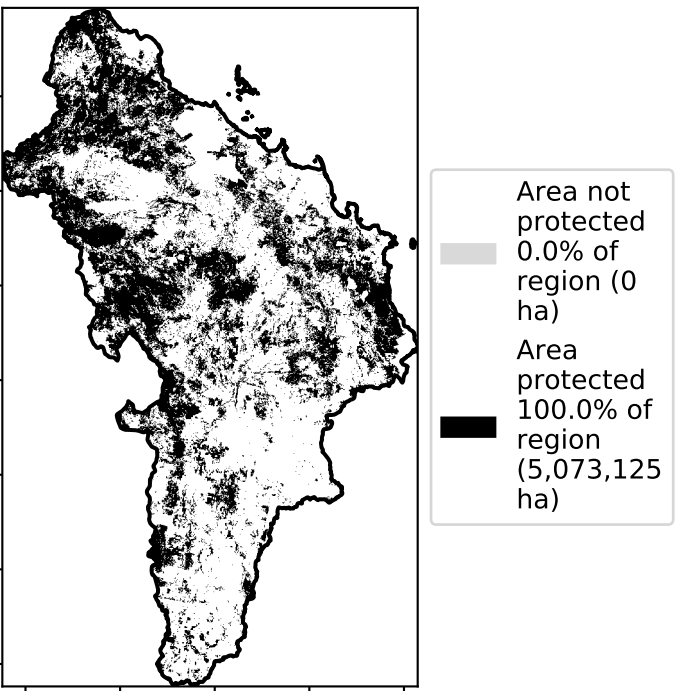 Area not
protected
0.0% of
region (0
ha)
Area
protected
100.0% of
region
(5,073,125
ha)